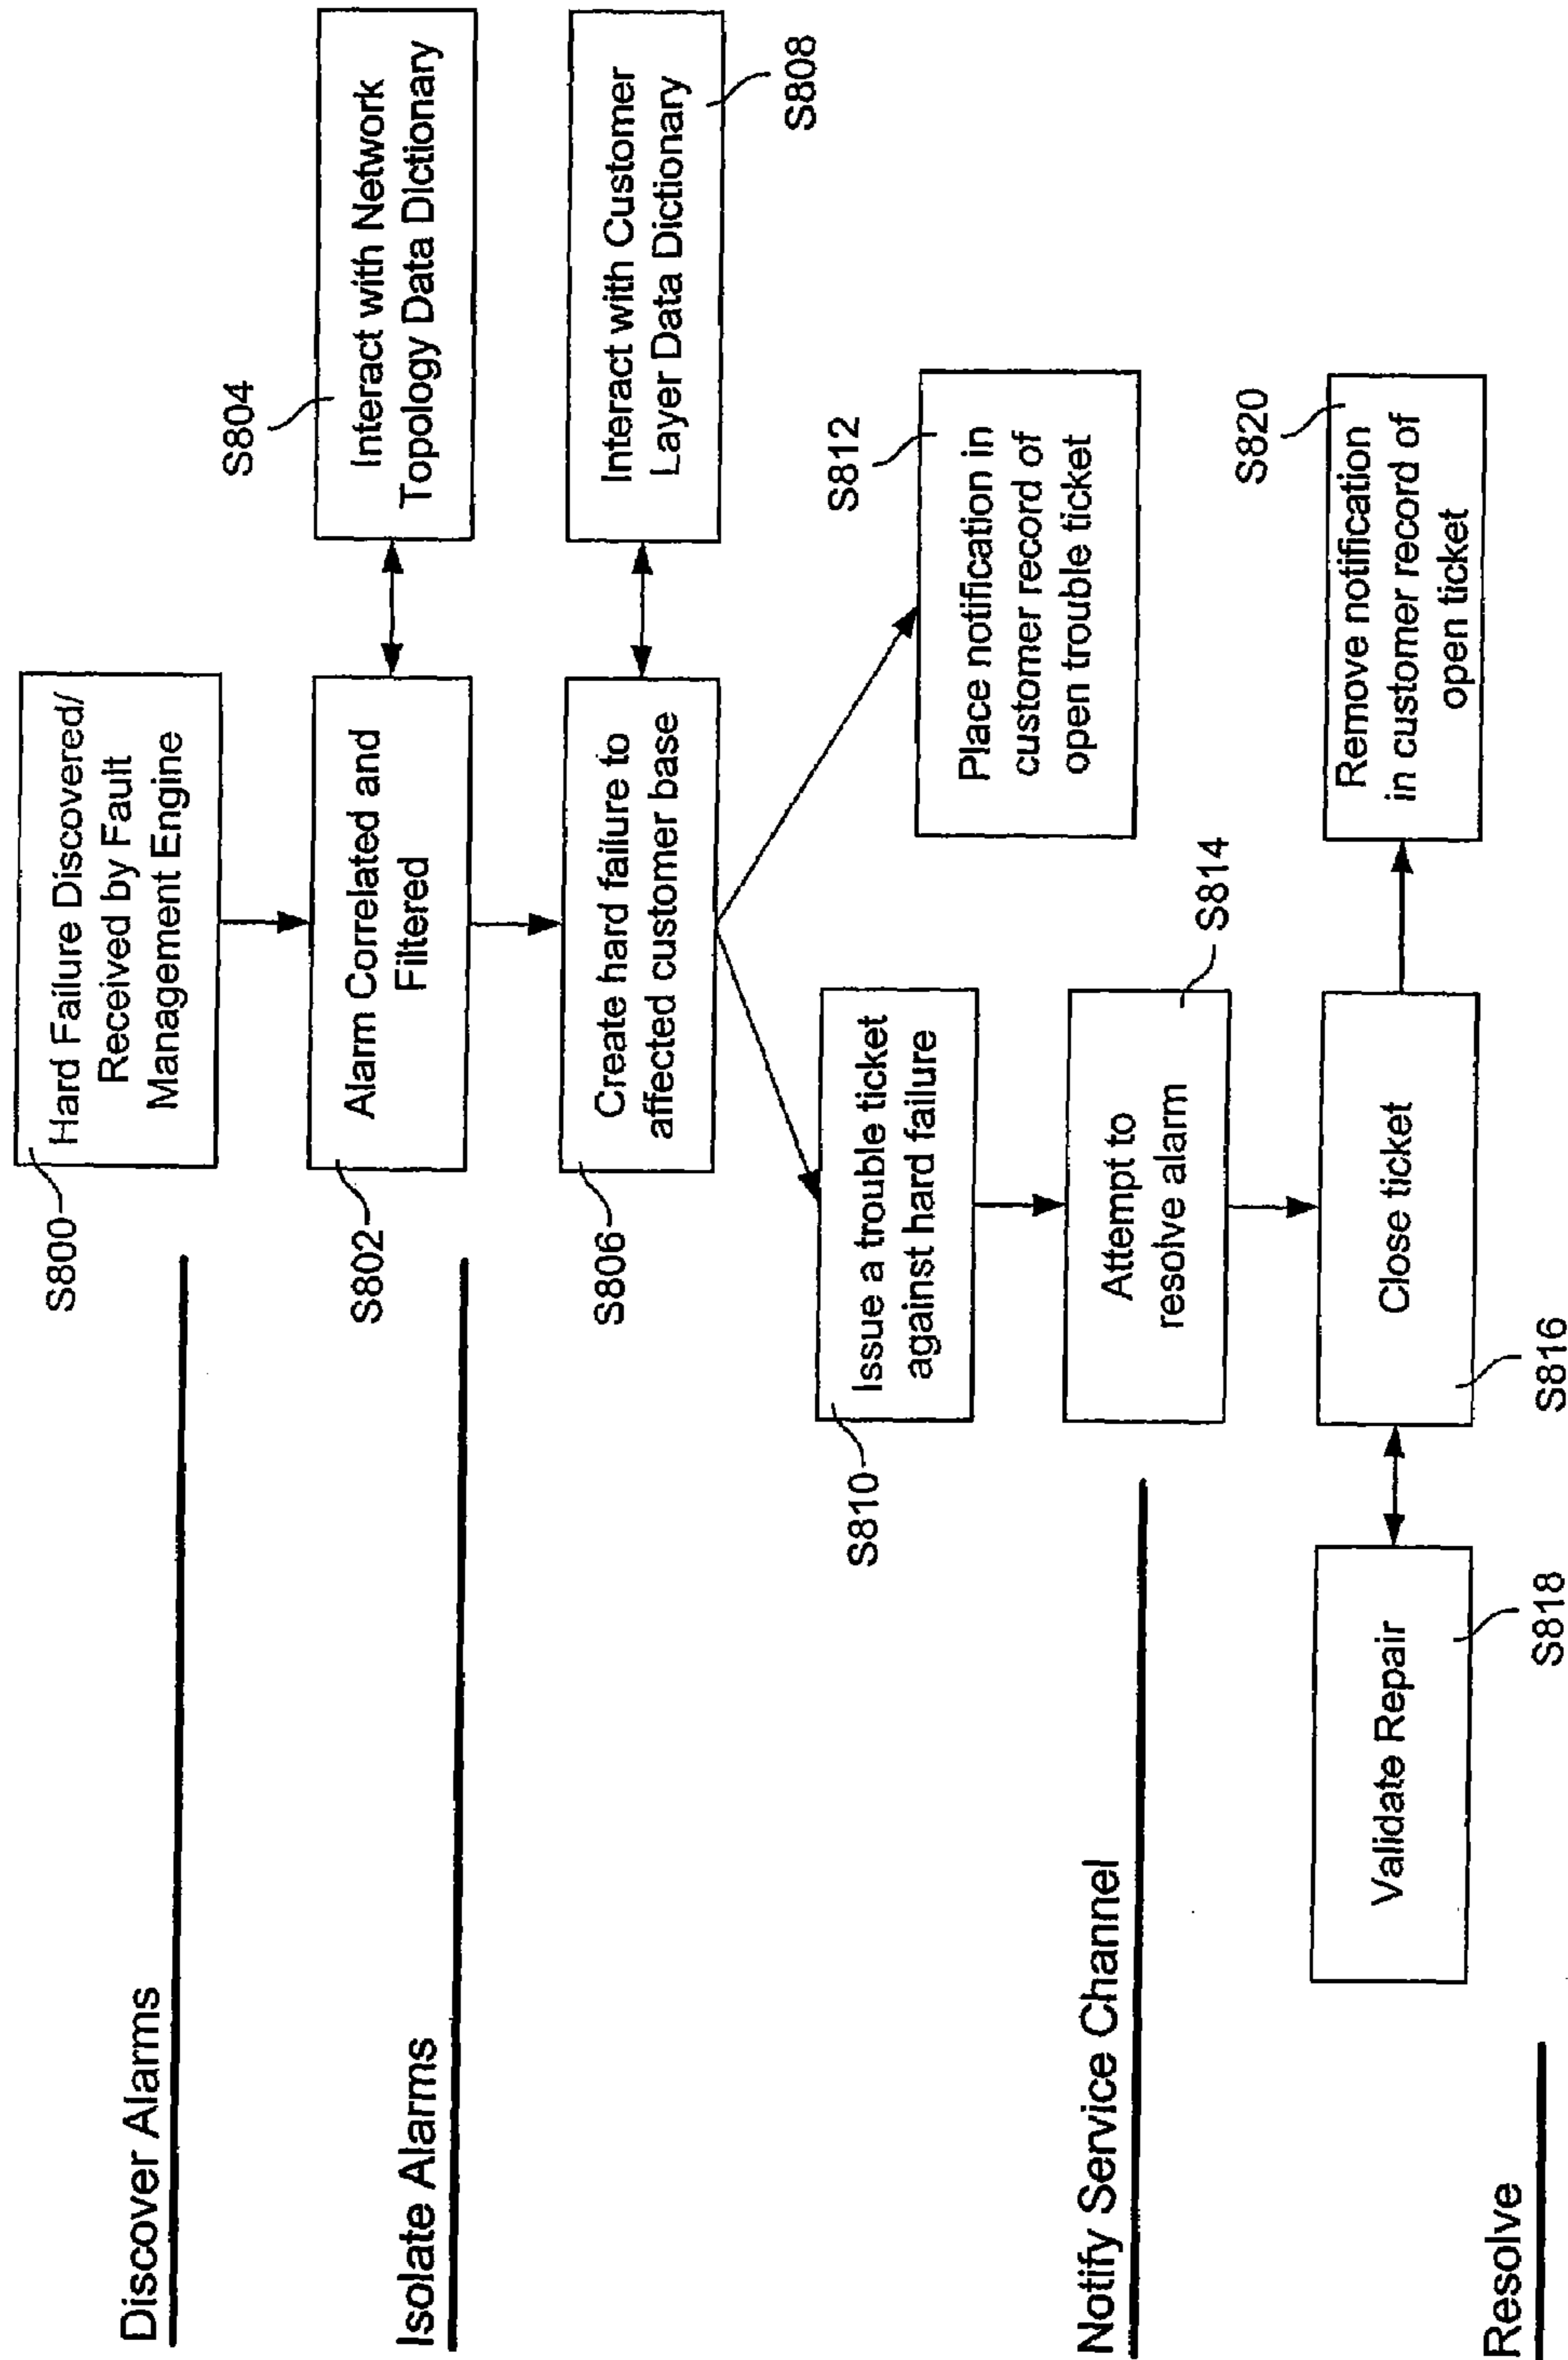 Discover Alarms
S800
Hard Failure Discovered/
Received by Fault
Management Engine
Isolate Alarms
S802
Alarm Correlated and
Filtered
S804
Interact with Network
Topology Data Dictionary
S806
Create hard failure to
affected customer base
Interact with Customer
Layer Data Dictionary
S808
S810
Issue a trouble ticket
against hard failure
S812
Place notification in
customer record of
open trouble ticket
Notify Service Channel
Attempt to
resolve alarm
S814
Validate Repair
S818
Close ticket
S816
S820
Remove notification
in customer record of
open ticket
Resolve